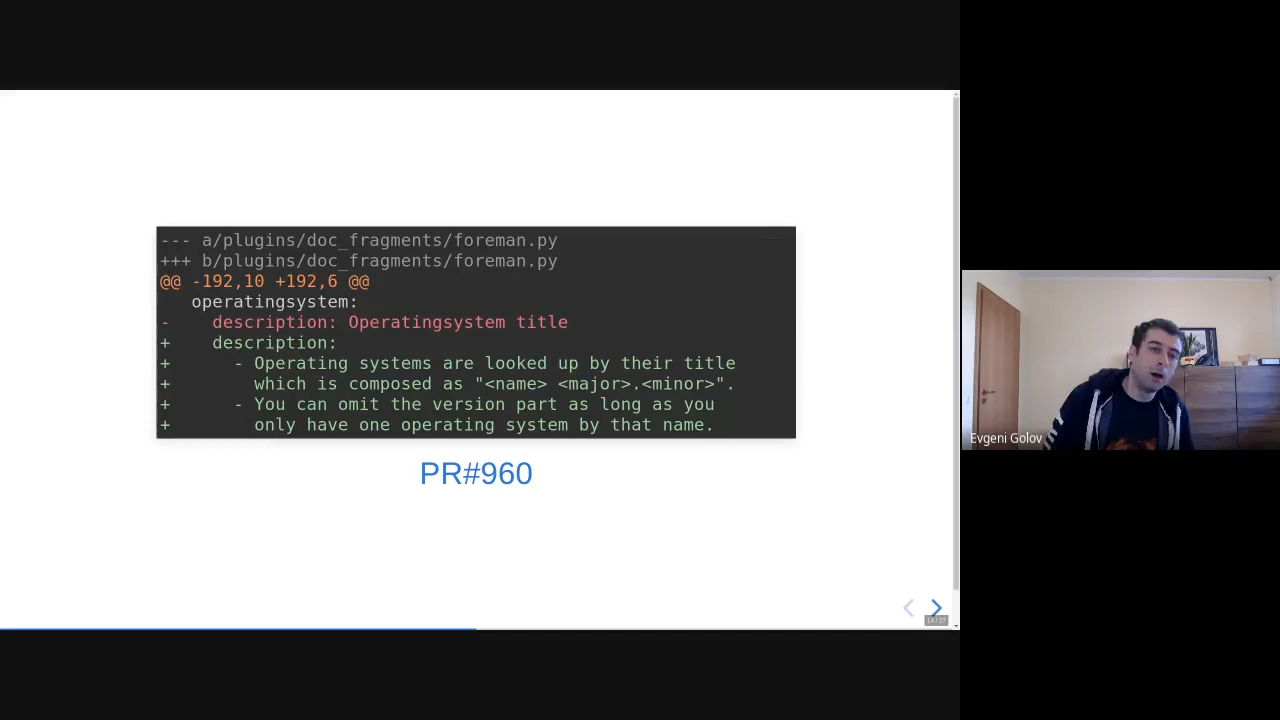 --- a/plugins/doc_fragments/foreman.py
+++ b/plugins/doc_fragments/foreman.py
@@ -192,10 +192,6 @@
   operatingsystem:
-    description: Operatingsystem title
+    description:
+      - Operating systems are looked up by their title
+        which is composed as "<name> <major>.<minor>".
+      - You can omit the version part as long as you
+        only have one operating system by that name.
PR#960
14 / 27
Evgeni Golov